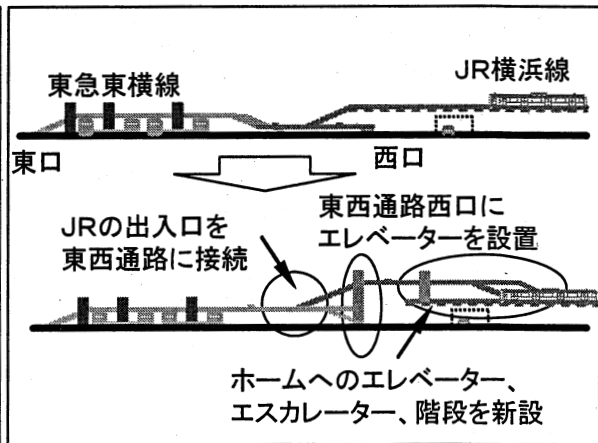 東急東横線
JR横浜線
東口
西口
JRの出入口を
東西通路に接続
東西通路西口に
エレベーターを設置
ホームへのエレベーター、
エスカレーター、階段を新設